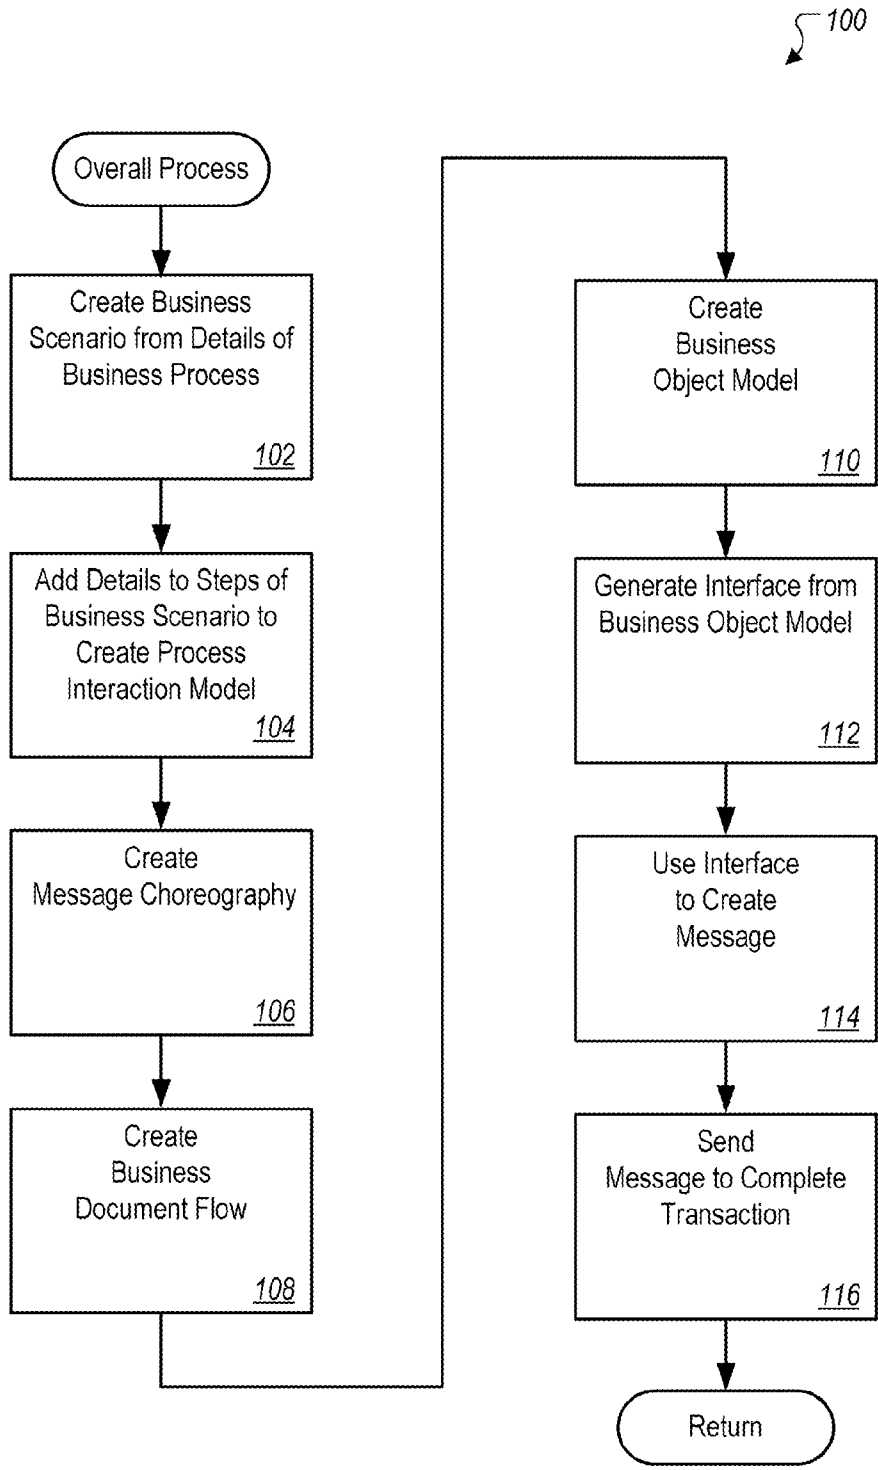 100
Overall Process
Create Business
Scenario from Details of
Business Process
102
Add Details to Steps of
Business Scenario to
Create Process
Interaction Model
104
Create
Message Choreography
106
Create
Business
Document Flow
108
Create
Business
Object Model
110
Generate Interface from
Business Object Model
112
Use Interface
to Create
Message
114
Send
Message to Complete
Transaction
116
Return